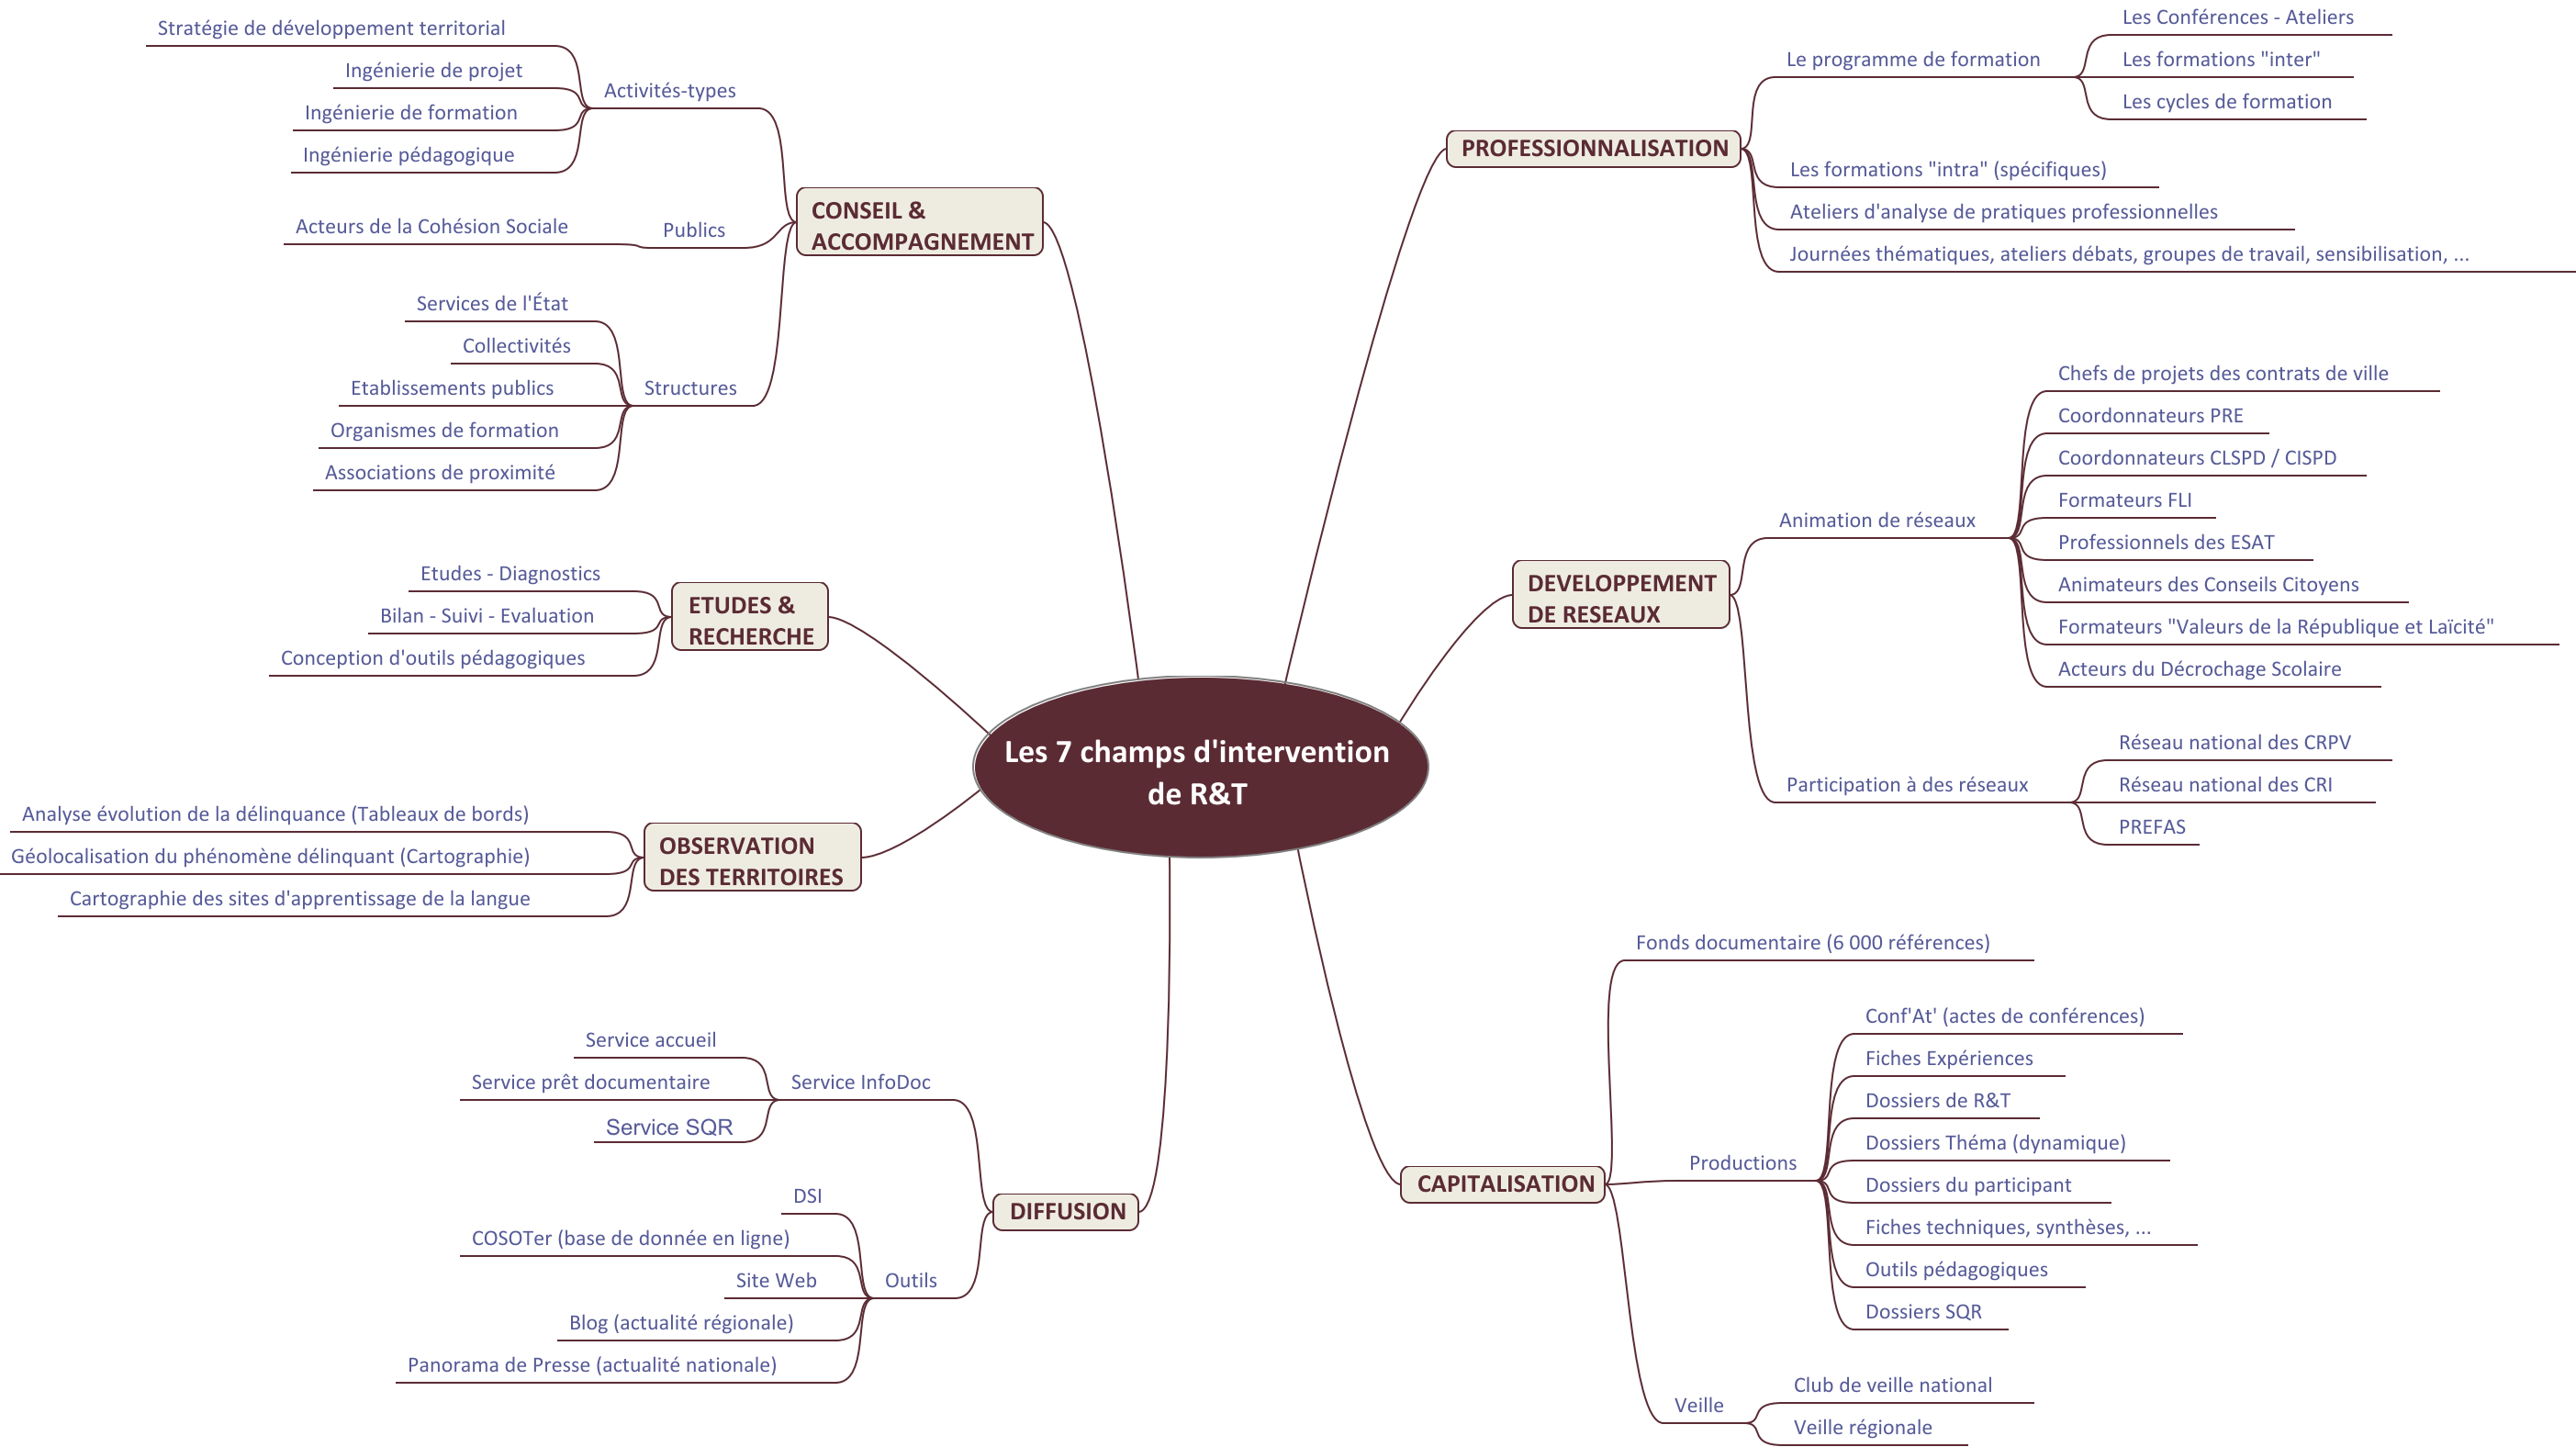 Les 7 champs d'intervention
de R&T
PROFESSIONNALISATION
Le programme de formation
Les Conférences - Ateliers
Les formations "inter"
Les cycles de formation
Les formations "intra" (spécifiques)
Ateliers d'analyse de pratiques professionnelles
Journées thématiques, ateliers débats, groupes de travail, sensibilisation, ...
DEVELOPPEMENT
DE RESEAUX
Animation de réseaux
Chefs de projets des contrats de ville
Coordonnateurs PRE
Coordonnateurs CLSPD / CISPD
Formateurs FLI
Professionnels des ESAT
Animateurs des Conseils Citoyens
Formateurs "Valeurs de la République et Laïcité"
Acteurs du Décrochage Scolaire
Participation à des réseaux
Réseau national des CRPV
Réseau national des CRI
PREFAS
CAPITALISATION
Fonds documentaire (6 000 références)
Productions
Conf'At' (actes de conférences)
Fiches Expériences
Dossiers de R&T
Dossiers Théma (dynamique)
Dossiers du participant
Fiches techniques, synthèses, ...
Outils pédagogiques
Dossiers SQR
Veille
Club de veille national
Veille régionale
CONSEIL &
ACCOMPAGNEMENT
Activités-types
Stratégie de développement territorial
Ingénierie de projet
Ingénierie de formation
Ingénierie pédagogique
Publics
Acteurs de la Cohésion Sociale
Structures
Services de l'État
Collectivités
Etablissements publics
Organismes de formation
Associations de proximité
ETUDES &
RECHERCHE
Etudes - Diagnostics
Bilan - Suivi - Evaluation
Conception d'outils pédagogiques
OBSERVATION
DES TERRITOIRES
Analyse évolution de la délinquance (Tableaux de bords)
Géolocalisation du phénomène délinquant (Cartographie)
Cartographie des sites d'apprentissage de la langue
DIFFUSION
Service InfoDoc
Service accueil
Service prêt documentaire
Service SQR
Outils
DSI
COSOTer (base de donnée en ligne)
Site Web
Blog (actualité régionale)
Panorama de Presse (actualité nationale)